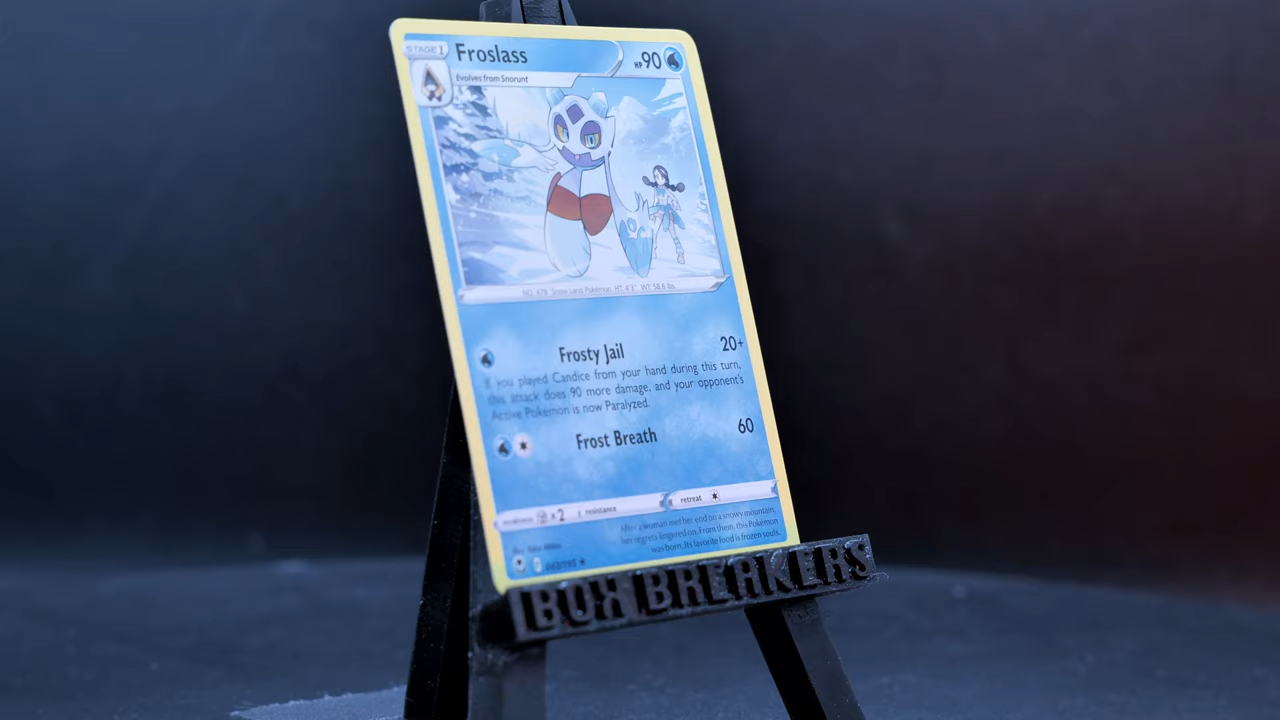 STAGE 1
Froslass
HP 90
Evolves from Snorunt
NO. 478 Snow Land Pokémon HT: 4'3" WT: 58.6 lbs.
Frosty Jail 20+
If you played Candice from your hand during this turn,
this attack does 90 more damage, and your opponent's
Active Pokémon is now Paralyzed.
Frost Breath 60
weakness ×2 resistance retreat
After a woman met her end on a snowy mountain,
her regrets lingered on. From them, this Pokémon
was born. Its favorite food is frozen souls.
043/195
BOX BREAKERS